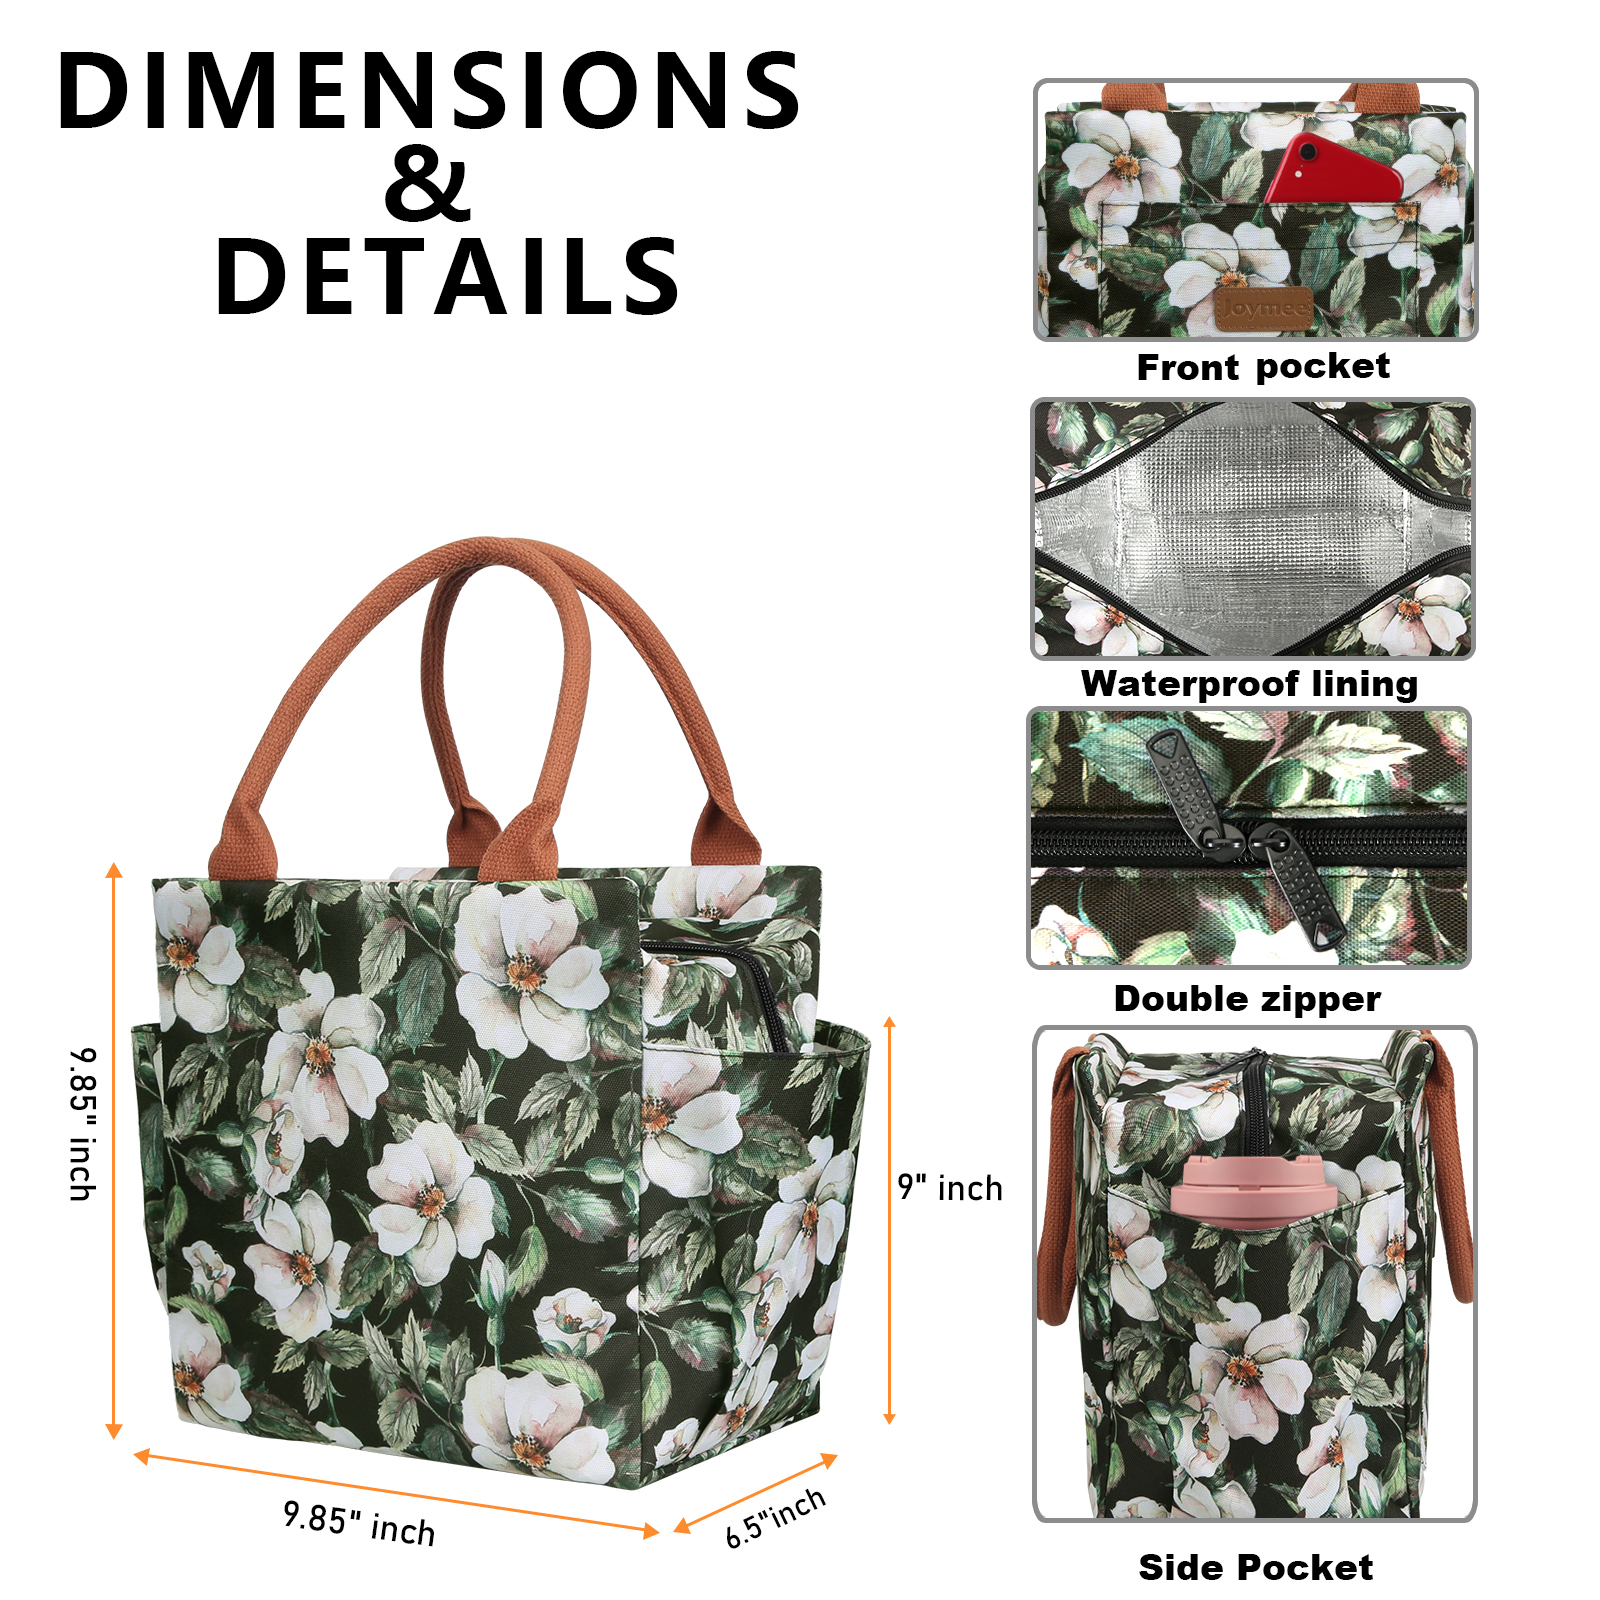 DIMENSIONS
&
DETAILS
Joymee
Front pocket
Waterproof lining
Double zipper
Side Pocket
9.85" inch
9" inch
9.85" inch
6.5"inch